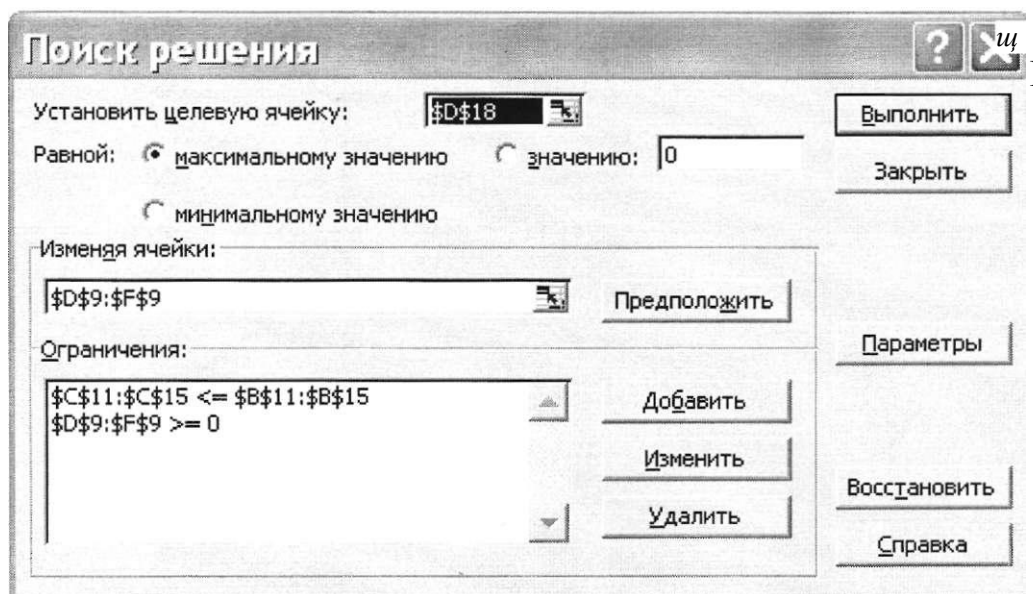 Поиск решения
? щ
Установить целевую ячейку: $D$18
Выполнить
Равной: максимальному значению значению: 0
Закрыть
минимальному значению
Изменяя ячейки:
$D$9:$F$9
Предположить
Ограничения:
Параметры
$C$11:$C$15 <= $B$11:$B$15
$D$9:$F$9 >= 0
Добавить
Изменить
Восстановить
Удалить
Справка